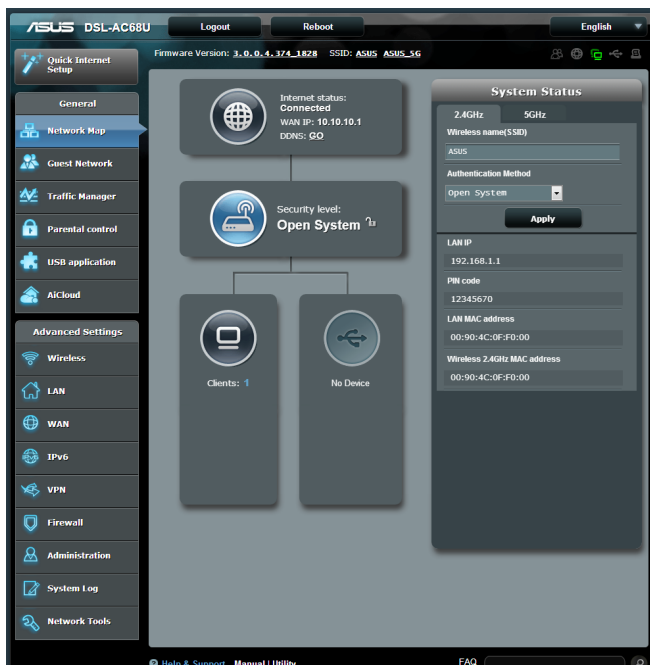 ASUS DSL-AC68U Logout Reboot English
Quick Internet
Setup
Firmware Version: 3.0.0.4.374_1828 SSID: ASUS ASUS_5G
General
Network Map
Guest Network
Traffic Manager
Parental control
USB application
AiCloud
Advanced Settings
Wireless
LAN
WAN
IPv6
VPN
Firewall
Administration
System Log
Network Tools
Internet status:
Connected
WAN IP: 10.10.10.1
DDNS: GO
Security level:
Open System
Clients: 1
No Device
System Status
2.4GHz 5GHz
Wireless name(SSID)
ASUS
Authentication
Method
Open System
Apply
LAN IP
192.168.1.1
PIN code
12345670
LAN MAC address
00:90:4C:0F:F0:00
Wireless 2.4GHz MAC address
00:90:4C:0F:F0:00
Help & Support Manual | Utility FAQ